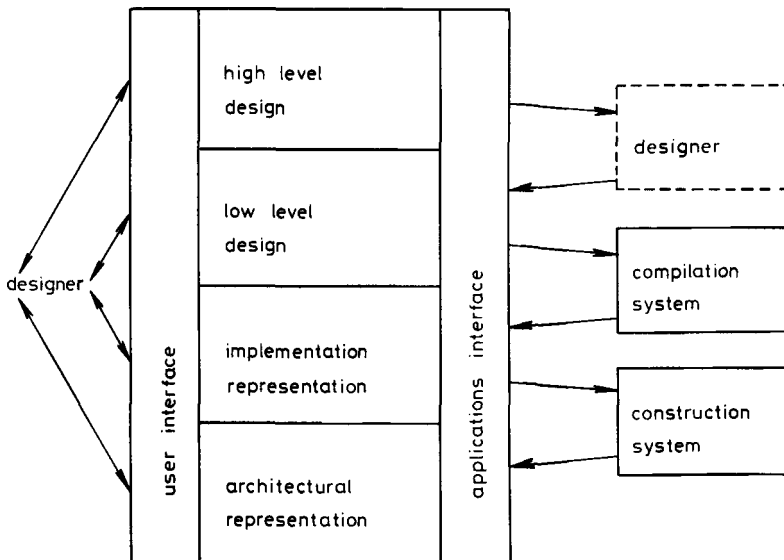 high level
design
low level
design
designer
implementation
representation
architectural
representation
user interface
applications interface
designer
compilation
system
construction
system